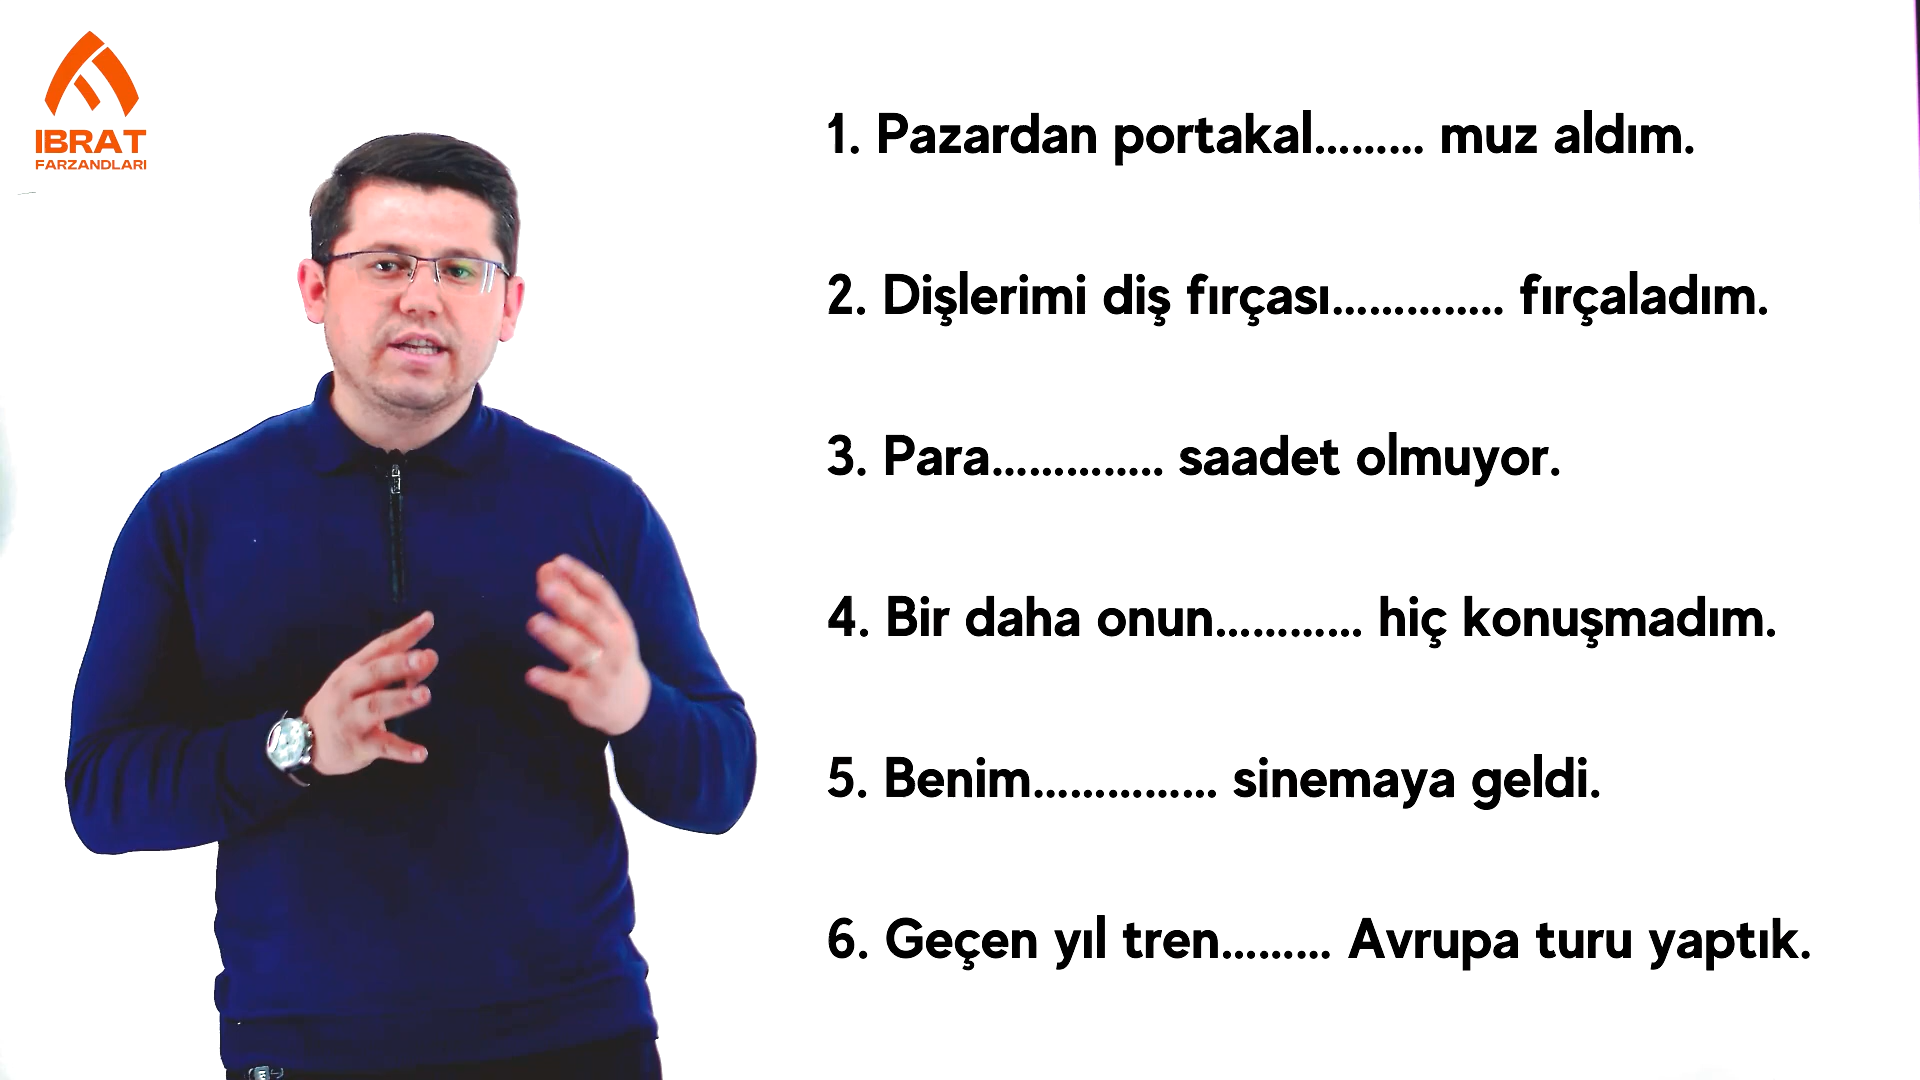 IBRAT
FARZANDLARI
1. Pazardan portakal......... muz aldım.
2. Dişlerimi diş fırçası.............. fırçaladım.
3. Para.............. saadet olmuyor.
4. Bir daha onun............ hiç konuşmadım.
5. Benim............... sinemaya geldi.
6. Geçen yıl tren......... Avrupa turu yaptık.